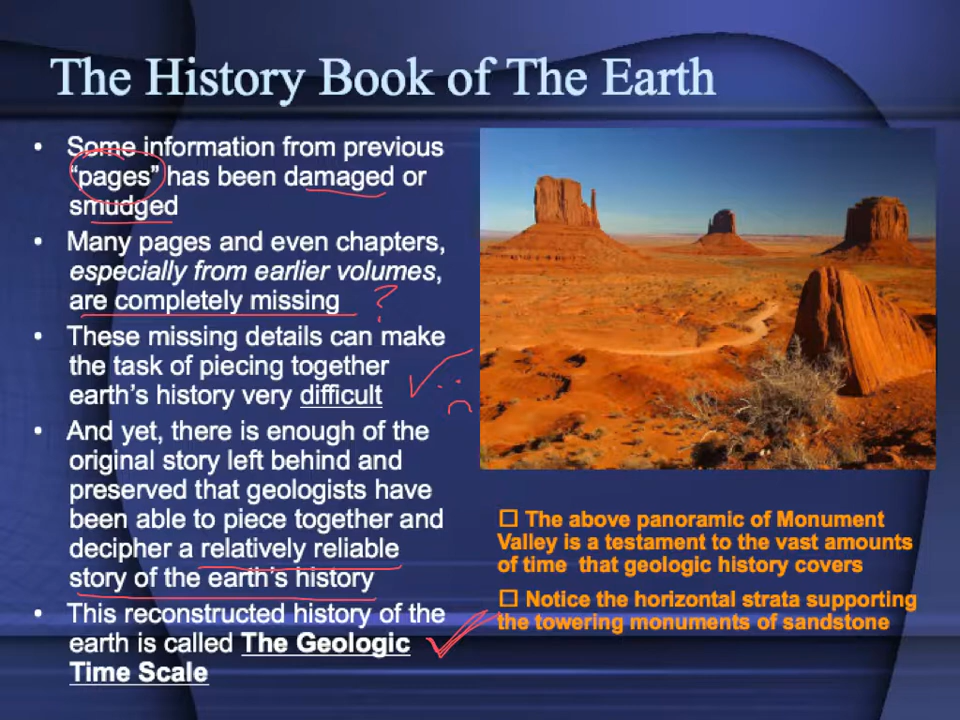 The History Book of The Earth
• Some information from previous
“pages” has been damaged or
smudged
• Many pages and even chapters,
especially from earlier volumes,
are completely missing ?
• These missing details can make
the task of piecing together
earth’s history very difficult
• And yet, there is enough of the
original story left behind and
preserved that geologists have
been able to piece together and
decipher a relatively reliable
story of the earth’s history
• This reconstructed history of the
earth is called The Geologic
Time Scale
□ The above panoramic of Monument
Valley is a testament to the vast amounts
of time that geologic history covers
□ Notice the horizontal strata supporting
the towering monuments of sandstone